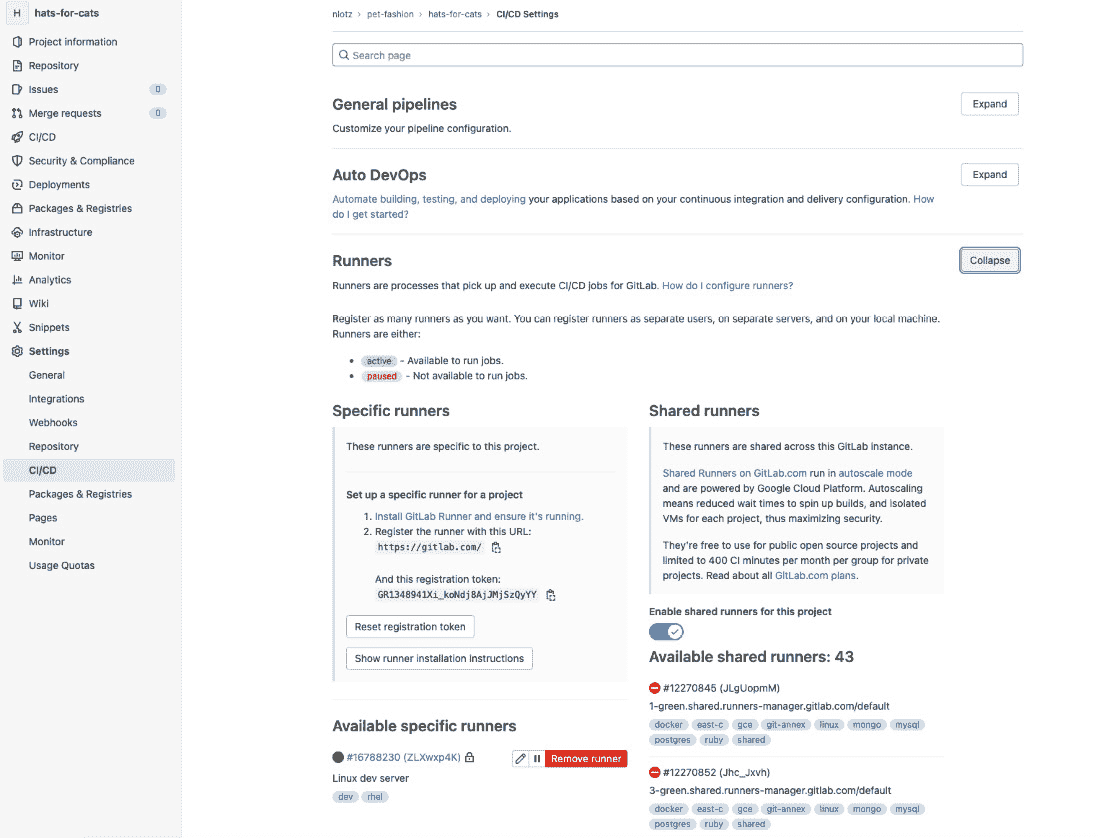 H hats-for-cats
Project information
Repository
Issues 0
Merge requests 0
CI/CD
Security & Compliance
Deployments
Packages & Registries
Infrastructure
Monitor
Analytics
Wiki
Snippets
Settings
General
Integrations
Webhooks
Repository
CI/CD
Packages & Registries
Pages
Monitor
Usage Quotas
nlotz › pet-fashion › hats-for-cats › CI/CD Settings
Search page
General pipelines
Expand
Customize your pipeline configuration.
Auto DevOps
Expand
Automate building, testing, and deploying your applications based on your continuous integration and delivery configuration. How
do I get started?
Runners
Collapse
Runners are processes that pick up and execute CI/CD jobs for GitLab. How do I configure runners?
Register as many runners as you want. You can register runners as separate users, on separate servers, and on your local machine.
Runners are either:
• active - Available to run jobs.
• paused - Not available to run jobs.
Specific runners
These runners are specific to this project.
Set up a specific runner for a project
1. Install GitLab Runner and ensure it's running.
2. Register the runner with this URL:
https://gitlab.com/
And this registration token:
GR1348941Xi_koNdj8AjJMjSzQyYY
Reset registration token
Show runner installation instructions
Available specific runners
#16788230 (ZLXwxp4K)
Remove runner
Linux dev server
dev rhel
Shared runners
These runners are shared across this GitLab instance.
Shared Runners on GitLab.com run in autoscale mode
and are powered by Google Cloud Platform. Autoscaling
means reduced wait times to spin up builds, and isolated
VMs for each project, thus maximizing security.
They're free to use for public open source projects and
limited to 400 CI minutes per month per group for private
projects. Read about all GitLab.com plans.
Enable shared runners for this project
Available shared runners: 43
#12270845 (JLgUopmM)
1-green.shared.runners-manager.gitlab.com/default
docker east-c gce git-annex linux mongo mysql
postgres ruby shared
#12270852 (Jhc_Jxvh)
3-green.shared.runners-manager.gitlab.com/default
docker east-c gce git-annex linux mongo mysql
postgres ruby shared